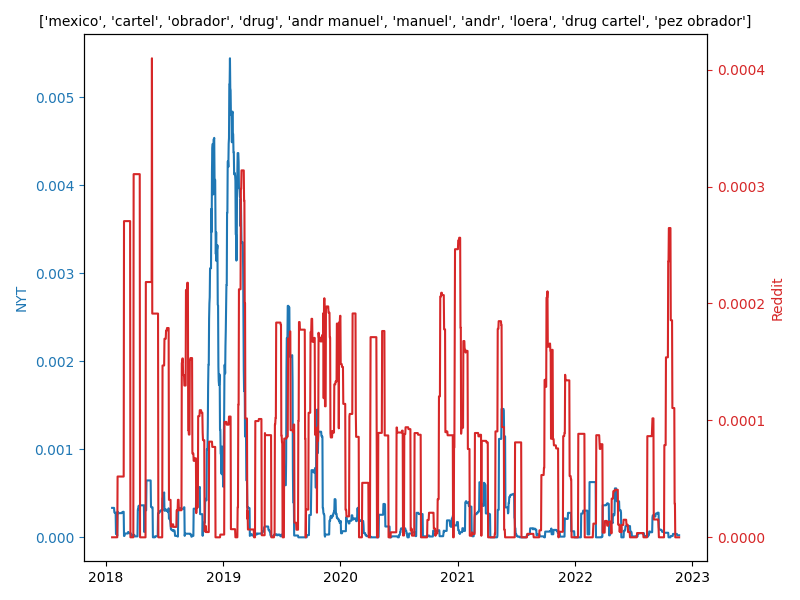 ['mexico', 'cartel', 'obrador', 'drug', 'andr manuel', 'manuel', 'andr', 'loera', 'drug cartel', 'pez obrador']
0.005
0.004
0.003
0.002
0.001
0.000
NYT
0.0004
0.0003
0.0002
0.0001
0.0000
Reddit
2018 2019 2020 2021 2022 2023